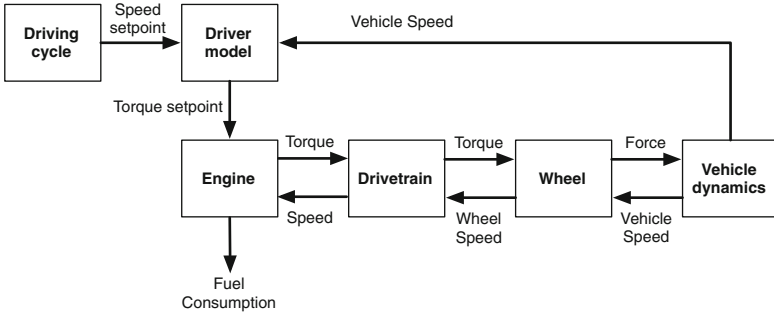 Speed
setpoint
Vehicle Speed
Driving
cycle
Driver
model
Torque setpoint
Torque
Torque
Force
Engine
Drivetrain
Wheel
Vehicle
dynamics
Speed
Wheel
Speed
Vehicle
Speed
Fuel
Consumption